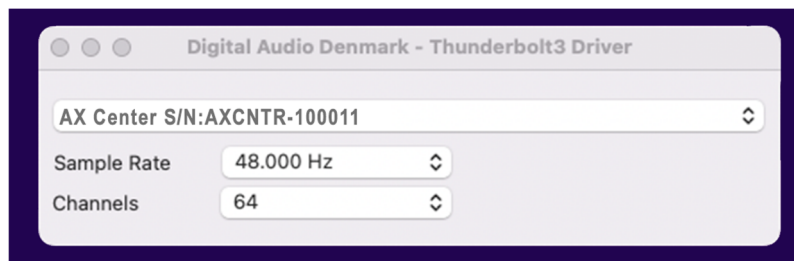 Digital Audio Denmark - Thunderbolt3 Driver
AX Center S/N:AXCNTR-100011
Sample Rate 48.000 Hz
Channels 64